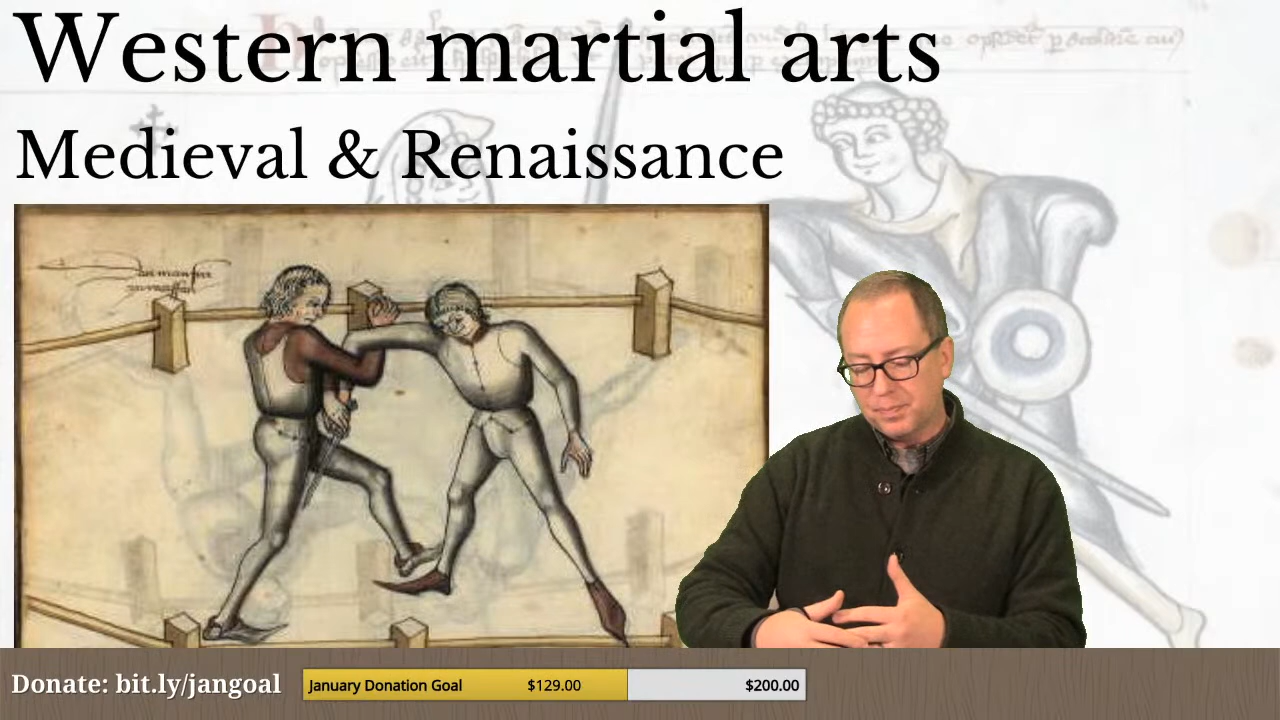 Western martial arts
Medieval & Renaissance
Donate: bit.ly/jangoal
January Donation Goal $129.00 $200.00